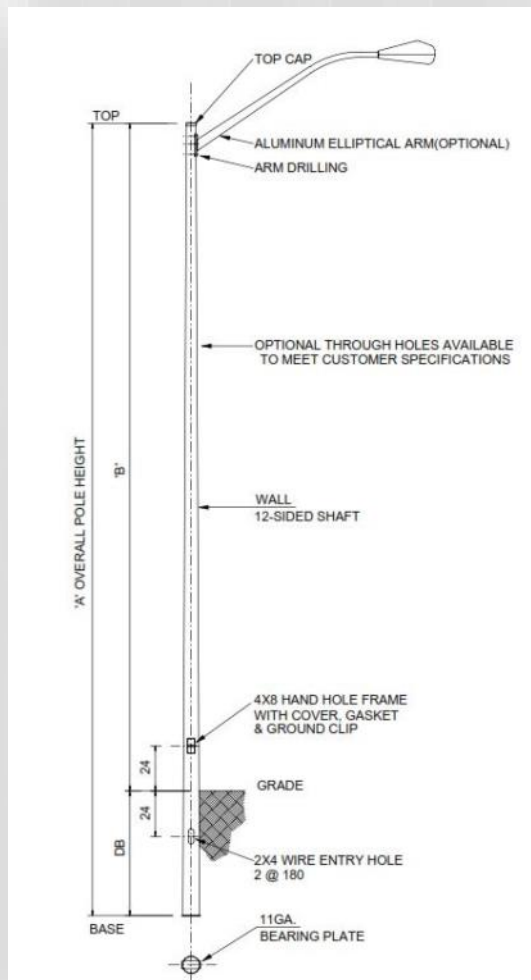 TOP CAP
TOP
ALUMINUM ELLIPTICAL ARM(OPTIONAL)
ARM DRILLING
OPTIONAL THROUGH HOLES AVAILABLE
TO MEET CUSTOMER SPECIFICATIONS
'A' OVERALL POLE HEIGHT
'B'
WALL
12-SIDED SHAFT
4X8 HAND HOLE FRAME
WITH COVER, GASKET
& GROUND CLIP
24
GRADE
24
DB
2X4 WIRE ENTRY HOLE
2 @ 180
BASE
11GA.
BEARING PLATE